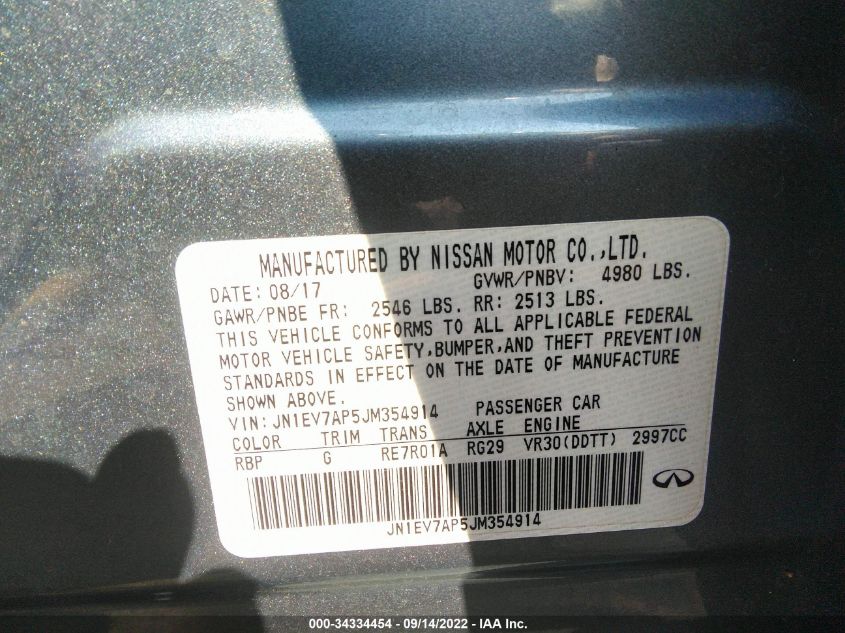 MANUFACTURED BY NISSAN MOTOR CO.,LTD.
DATE: 08/17 GVWR/PNBV: 4980 LBS.
GAWR/PNBE FR: 2546 LBS. RR: 2513 LBS.
THIS VEHICLE CONFORMS TO ALL APPLICABLE FEDERAL
MOTOR VEHICLE SAFETY,BUMPER,AND THEFT PREVENTION
STANDARDS IN EFFECT ON THE DATE OF MANUFACTURE
SHOWN ABOVE.
VIN: JN1EV7AP5JM354914 PASSENGER CAR
COLOR TRIM TRANS AXLE ENGINE
RBP G RE7R01A RG29 VR30(DDTT) 2997CC
JN1EV7AP5JM354914
000-34334454 - 09/14/2022 - IAA Inc.